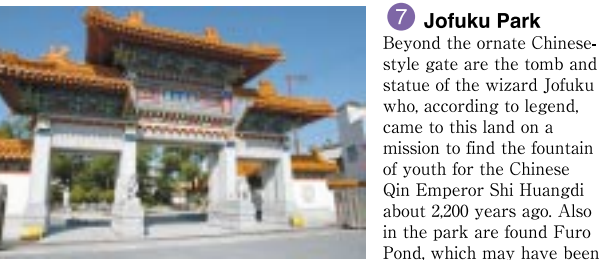 7 Jofuku Park
Beyond the ornate Chinese-
style gate are the tomb and
statue of the wizard Jofuku
who, according to legend,
came to this land on a
mission to find the fountain
of youth for the Chinese
Qin Emperor Shi Huangdi
about 2,200 years ago. Also
in the park are found Furo
Pond, which may have been